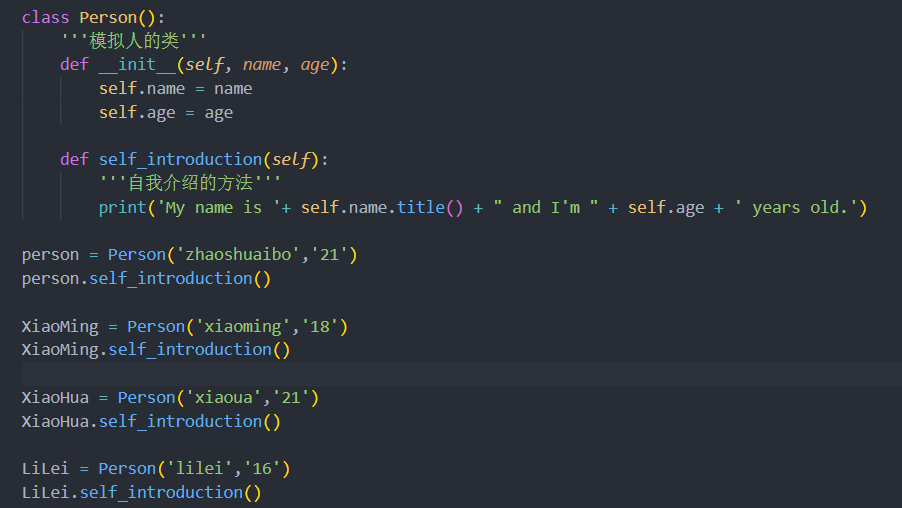 class Person():
    '''模拟人的类'''
    def __init__(self, name, age):
        self.name = name
        self.age = age

    def self_introduction(self):
        '''自我介绍的方法'''
        print('My name is '+ self.name.title() + " and I'm " + self.age + ' years old.')

person = Person('zhaoshuaibo','21')
person.self_introduction()

XiaoMing = Person('xiaoming','18')
XiaoMing.self_introduction()

XiaoHua = Person('xiaoua','21')
XiaoHua.self_introduction()

LiLei = Person('lilei','16')
LiLei.self_introduction()